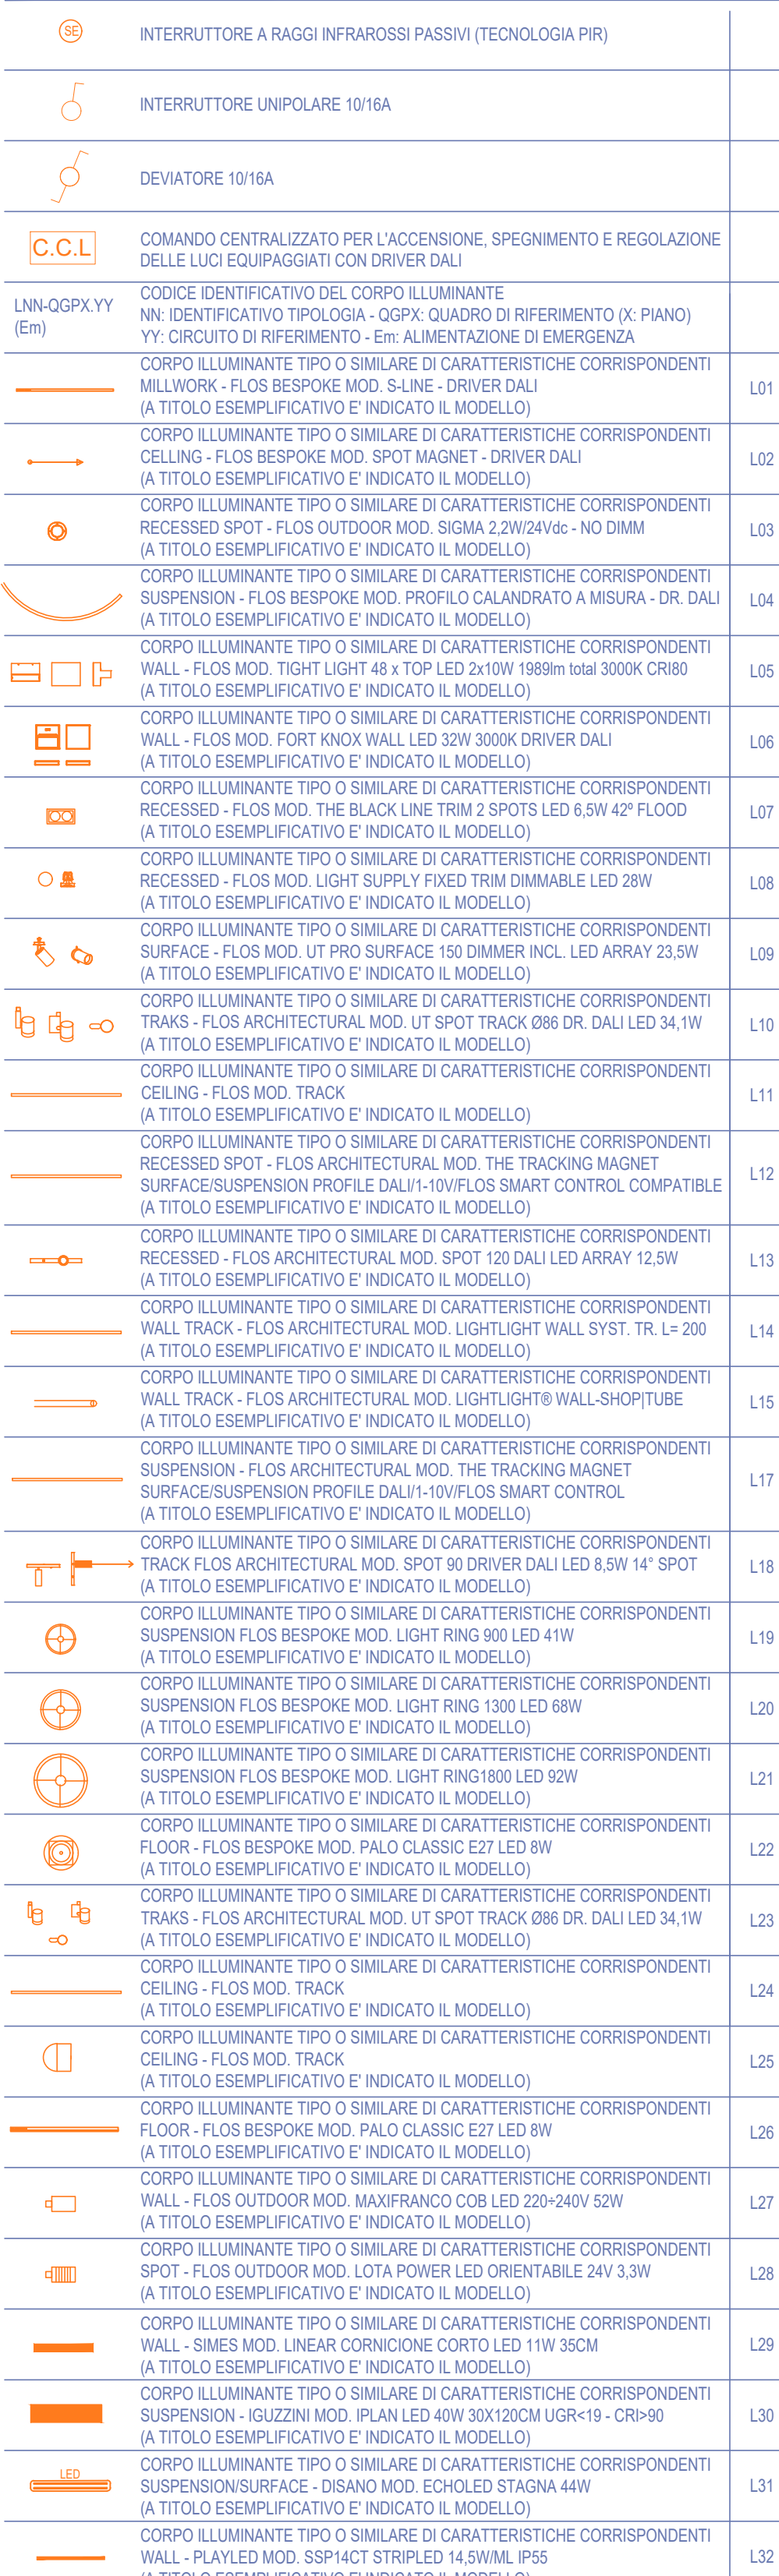 SE
INTERRUTTORE A RAGGI INFRAROSSI PASSIVI (TECNOLOGIA PIR)
INTERRUTTORE UNIPOLARE 10/16A
DEVIATORE 10/16A
C.C.L
COMANDO CENTRALIZZATO PER L'ACCENSIONE, SPEGNIMENTO E REGOLAZIONE
DELLE LUCI EQUIPAGGIATI CON DRIVER DALI
LNN-QGPX.YY
(Em)
CODICE IDENTIFICATIVO DEL CORPO ILLUMINANTE
NN: IDENTIFICATIVO TIPOLOGIA - QGPX: QUADRO DI RIFERIMENTO (X: PIANO)
YY: CIRCUITO DI RIFERIMENTO - Em: ALIMENTAZIONE DI EMERGENZA
CORPO ILLUMINANTE TIPO O SIMILARE DI CARATTERISTICHE CORRISPONDENTI
MILLWORK - FLOS BESPOKE MOD. S-LINE - DRIVER DALI
(A TITOLO ESEMPLIFICATIVO E' INDICATO IL MODELLO)
L01
CORPO ILLUMINANTE TIPO O SIMILARE DI CARATTERISTICHE CORRISPONDENTI
CELLING - FLOS BESPOKE MOD. SPOT MAGNET - DRIVER DALI
(A TITOLO ESEMPLIFICATIVO E' INDICATO IL MODELLO)
L02
CORPO ILLUMINANTE TIPO O SIMILARE DI CARATTERISTICHE CORRISPONDENTI
RECESSED SPOT - FLOS OUTDOOR MOD. SIGMA 2,2W/24Vdc - NO DIMM
(A TITOLO ESEMPLIFICATIVO E' INDICATO IL MODELLO)
L03
CORPO ILLUMINANTE TIPO O SIMILARE DI CARATTERISTICHE CORRISPONDENTI
SUSPENSION - FLOS BESPOKE MOD. PROFILO CALANDRATO A MISURA - DR. DALI
(A TITOLO ESEMPLIFICATIVO E' INDICATO IL MODELLO)
L04
CORPO ILLUMINANTE TIPO O SIMILARE DI CARATTERISTICHE CORRISPONDENTI
WALL - FLOS MOD. TIGHT LIGHT 48 x TOP LED 2x10W 1989lm total 3000K CRI80
(A TITOLO ESEMPLIFICATIVO E' INDICATO IL MODELLO)
L05
CORPO ILLUMINANTE TIPO O SIMILARE DI CARATTERISTICHE CORRISPONDENTI
WALL - FLOS MOD. FORT KNOX WALL LED 32W 3000K DRIVER DALI
(A TITOLO ESEMPLIFICATIVO E' INDICATO IL MODELLO)
L06
CORPO ILLUMINANTE TIPO O SIMILARE DI CARATTERISTICHE CORRISPONDENTI
RECESSED - FLOS MOD. THE BLACK LINE TRIM 2 SPOTS LED 6,5W 42º FLOOD
(A TITOLO ESEMPLIFICATIVO E' INDICATO IL MODELLO)
L07
CORPO ILLUMINANTE TIPO O SIMILARE DI CARATTERISTICHE CORRISPONDENTI
RECESSED - FLOS MOD. LIGHT SUPPLY FIXED TRIM DIMMABLE LED 28W
(A TITOLO ESEMPLIFICATIVO E' INDICATO IL MODELLO)
L08
CORPO ILLUMINANTE TIPO O SIMILARE DI CARATTERISTICHE CORRISPONDENTI
SURFACE - FLOS MOD. UT PRO SURFACE 150 DIMMER INCL. LED ARRAY 23,5W
(A TITOLO ESEMPLIFICATIVO E' INDICATO IL MODELLO)
L09
CORPO ILLUMINANTE TIPO O SIMILARE DI CARATTERISTICHE CORRISPONDENTI
TRAKS - FLOS ARCHITECTURAL MOD. UT SPOT TRACK Ø86 DR. DALI LED 34,1W
(A TITOLO ESEMPLIFICATIVO E' INDICATO IL MODELLO)
L10
CORPO ILLUMINANTE TIPO O SIMILARE DI CARATTERISTICHE CORRISPONDENTI
CEILING - FLOS MOD. TRACK
(A TITOLO ESEMPLIFICATIVO E' INDICATO IL MODELLO)
L11
CORPO ILLUMINANTE TIPO O SIMILARE DI CARATTERISTICHE CORRISPONDENTI
RECESSED SPOT - FLOS ARCHITECTURAL MOD. THE TRACKING MAGNET
SURFACE/SUSPENSION PROFILE DALI/1-10V/FLOS SMART CONTROL COMPATIBLE
(A TITOLO ESEMPLIFICATIVO E' INDICATO IL MODELLO)
L12
CORPO ILLUMINANTE TIPO O SIMILARE DI CARATTERISTICHE CORRISPONDENTI
RECESSED - FLOS ARCHITECTURAL MOD. SPOT 120 DALI LED ARRAY 12,5W
(A TITOLO ESEMPLIFICATIVO E' INDICATO IL MODELLO)
L13
CORPO ILLUMINANTE TIPO O SIMILARE DI CARATTERISTICHE CORRISPONDENTI
WALL TRACK - FLOS ARCHITECTURAL MOD. LIGHTLIGHT WALL SYST. TR. L= 200
(A TITOLO ESEMPLIFICATIVO E' INDICATO IL MODELLO)
L14
CORPO ILLUMINANTE TIPO O SIMILARE DI CARATTERISTICHE CORRISPONDENTI
WALL TRACK - FLOS ARCHITECTURAL MOD. LIGHTLIGHT® WALL-SHOP|TUBE
(A TITOLO ESEMPLIFICATIVO E' INDICATO IL MODELLO)
L15
CORPO ILLUMINANTE TIPO O SIMILARE DI CARATTERISTICHE CORRISPONDENTI
SUSPENSION - FLOS ARCHITECTURAL MOD. THE TRACKING MAGNET
SURFACE/SUSPENSION PROFILE DALI/1-10V/FLOS SMART CONTROL
(A TITOLO ESEMPLIFICATIVO E' INDICATO IL MODELLO)
L17
CORPO ILLUMINANTE TIPO O SIMILARE DI CARATTERISTICHE CORRISPONDENTI
TRACK FLOS ARCHITECTURAL MOD. SPOT 90 DRIVER DALI LED 8,5W 14° SPOT
(A TITOLO ESEMPLIFICATIVO E' INDICATO IL MODELLO)
L18
CORPO ILLUMINANTE TIPO O SIMILARE DI CARATTERISTICHE CORRISPONDENTI
SUSPENSION FLOS BESPOKE MOD. LIGHT RING 900 LED 41W
(A TITOLO ESEMPLIFICATIVO E' INDICATO IL MODELLO)
L19
CORPO ILLUMINANTE TIPO O SIMILARE DI CARATTERISTICHE CORRISPONDENTI
SUSPENSION FLOS BESPOKE MOD. LIGHT RING 1300 LED 68W
(A TITOLO ESEMPLIFICATIVO E' INDICATO IL MODELLO)
L20
CORPO ILLUMINANTE TIPO O SIMILARE DI CARATTERISTICHE CORRISPONDENTI
SUSPENSION FLOS BESPOKE MOD. LIGHT RING1800 LED 92W
(A TITOLO ESEMPLIFICATIVO E' INDICATO IL MODELLO)
L21
CORPO ILLUMINANTE TIPO O SIMILARE DI CARATTERISTICHE CORRISPONDENTI
FLOOR - FLOS BESPOKE MOD. PALO CLASSIC E27 LED 8W
(A TITOLO ESEMPLIFICATIVO E' INDICATO IL MODELLO)
L22
CORPO ILLUMINANTE TIPO O SIMILARE DI CARATTERISTICHE CORRISPONDENTI
TRAKS - FLOS ARCHITECTURAL MOD. UT SPOT TRACK Ø86 DR. DALI LED 34,1W
(A TITOLO ESEMPLIFICATIVO E' INDICATO IL MODELLO)
L23
CORPO ILLUMINANTE TIPO O SIMILARE DI CARATTERISTICHE CORRISPONDENTI
CEILING - FLOS MOD. TRACK
(A TITOLO ESEMPLIFICATIVO E' INDICATO IL MODELLO)
L24
CORPO ILLUMINANTE TIPO O SIMILARE DI CARATTERISTICHE CORRISPONDENTI
CEILING - FLOS MOD. TRACK
(A TITOLO ESEMPLIFICATIVO E' INDICATO IL MODELLO)
L25
CORPO ILLUMINANTE TIPO O SIMILARE DI CARATTERISTICHE CORRISPONDENTI
FLOOR - FLOS BESPOKE MOD. PALO CLASSIC E27 LED 8W
(A TITOLO ESEMPLIFICATIVO E' INDICATO IL MODELLO)
L26
CORPO ILLUMINANTE TIPO O SIMILARE DI CARATTERISTICHE CORRISPONDENTI
WALL - FLOS OUTDOOR MOD. MAXIFRANCO COB LED 220÷240V 52W
(A TITOLO ESEMPLIFICATIVO E' INDICATO IL MODELLO)
L27
CORPO ILLUMINANTE TIPO O SIMILARE DI CARATTERISTICHE CORRISPONDENTI
SPOT - FLOS OUTDOOR MOD. LOTA POWER LED ORIENTABILE 24V 3,3W
(A TITOLO ESEMPLIFICATIVO E' INDICATO IL MODELLO)
L28
CORPO ILLUMINANTE TIPO O SIMILARE DI CARATTERISTICHE CORRISPONDENTI
WALL - SIMES MOD. LINEAR CORNICIONE CORTO LED 11W 35CM
(A TITOLO ESEMPLIFICATIVO E' INDICATO IL MODELLO)
L29
CORPO ILLUMINANTE TIPO O SIMILARE DI CARATTERISTICHE CORRISPONDENTI
SUSPENSION - IGUZZINI MOD. IPLAN LED 40W 30X120CM UGR<19 - CRI>90
(A TITOLO ESEMPLIFICATIVO E' INDICATO IL MODELLO)
L30
LED
CORPO ILLUMINANTE TIPO O SIMILARE DI CARATTERISTICHE CORRISPONDENTI
SUSPENSION/SURFACE - DISANO MOD. ECHOLED STAGNA 44W
(A TITOLO ESEMPLIFICATIVO E' INDICATO IL MODELLO)
L31
CORPO ILLUMINANTE TIPO O SIMILARE DI CARATTERISTICHE CORRISPONDENTI
WALL - PLAYLED MOD. SSP14CT STRIPLED 14,5W/ML IP55
(A TITOLO ESEMPLIFICATIVO E' INDICATO IL MODELLO)
L32